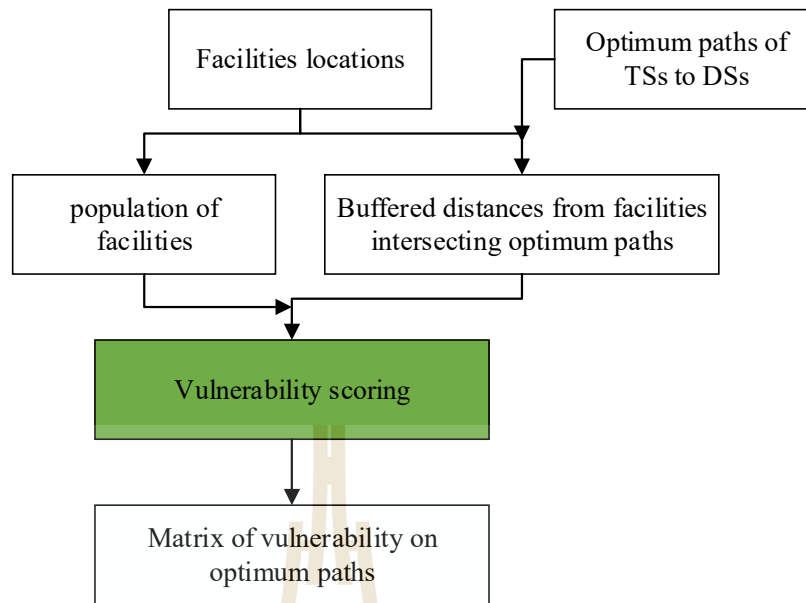 Facilities locations
Optimum paths of
TSs to DSs
population of
facilities
Buffered distances from facilities
intersecting optimum paths
Vulnerability scoring
Matrix of vulnerability on
optimum paths